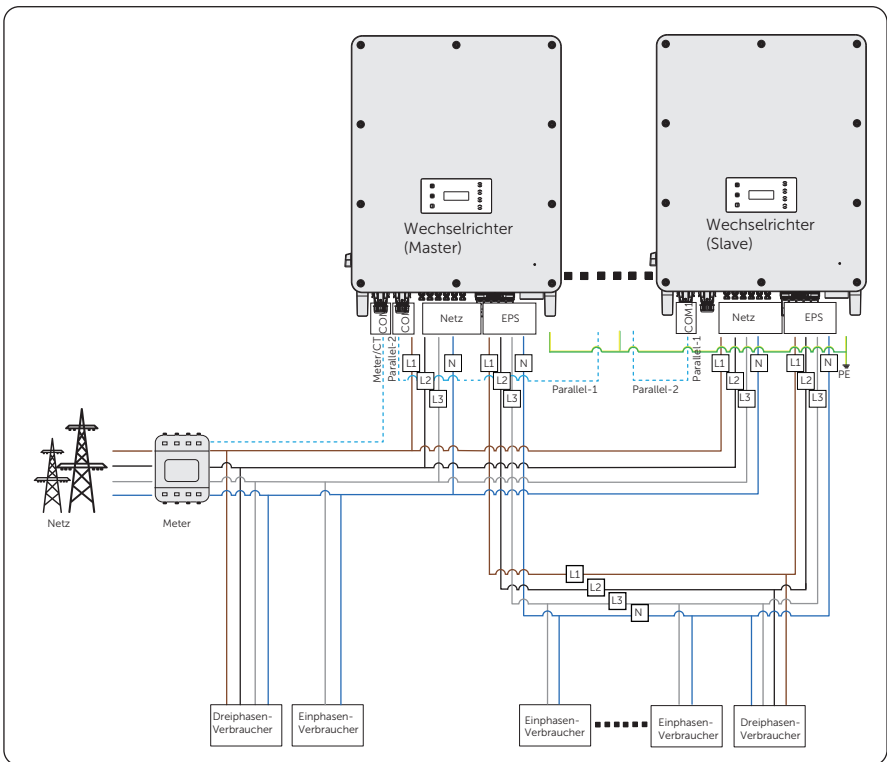 Wechselrichter
(Master)
Wechselrichter
(Slave)
Meter/CT
COM
Parallel-2
COM
Netz
EPS
COM1
Parallel-1
Netz
EPS
L1
L2
L3
N
L1
L2
L3
N
Parallel-1
Parallel-2
L1
L2
L3
N
L1
L2
L3
N
PE
Netz
Meter
L1
L2
L3
N
Dreiphasen-
Verbraucher
Einphasen-
Verbraucher
Einphasen-
Verbraucher
Einphasen-
Verbraucher
Dreiphasen-
Verbraucher